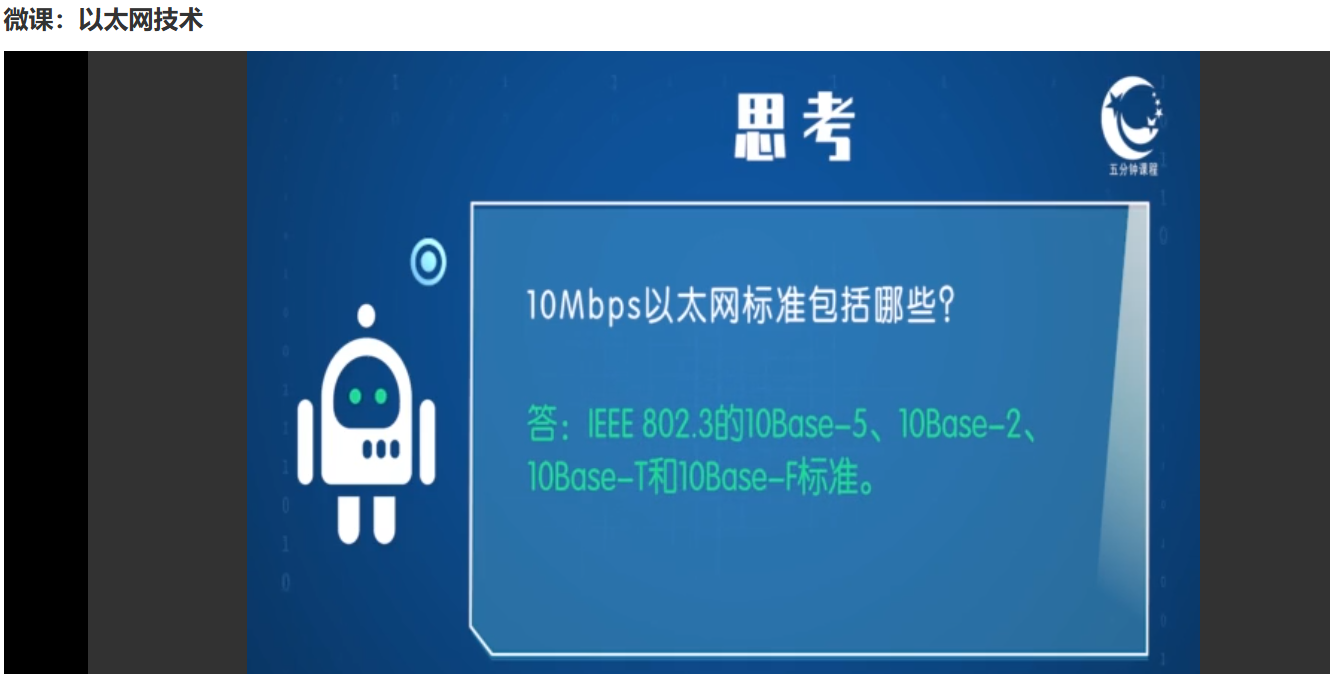 微课：以太网技术
思考
五分钟课程
10Mbps以太网标准包括哪些？
答：IEEE 802.3的10Base-5、10Base-2、
10Base-T和10Base-F标准。